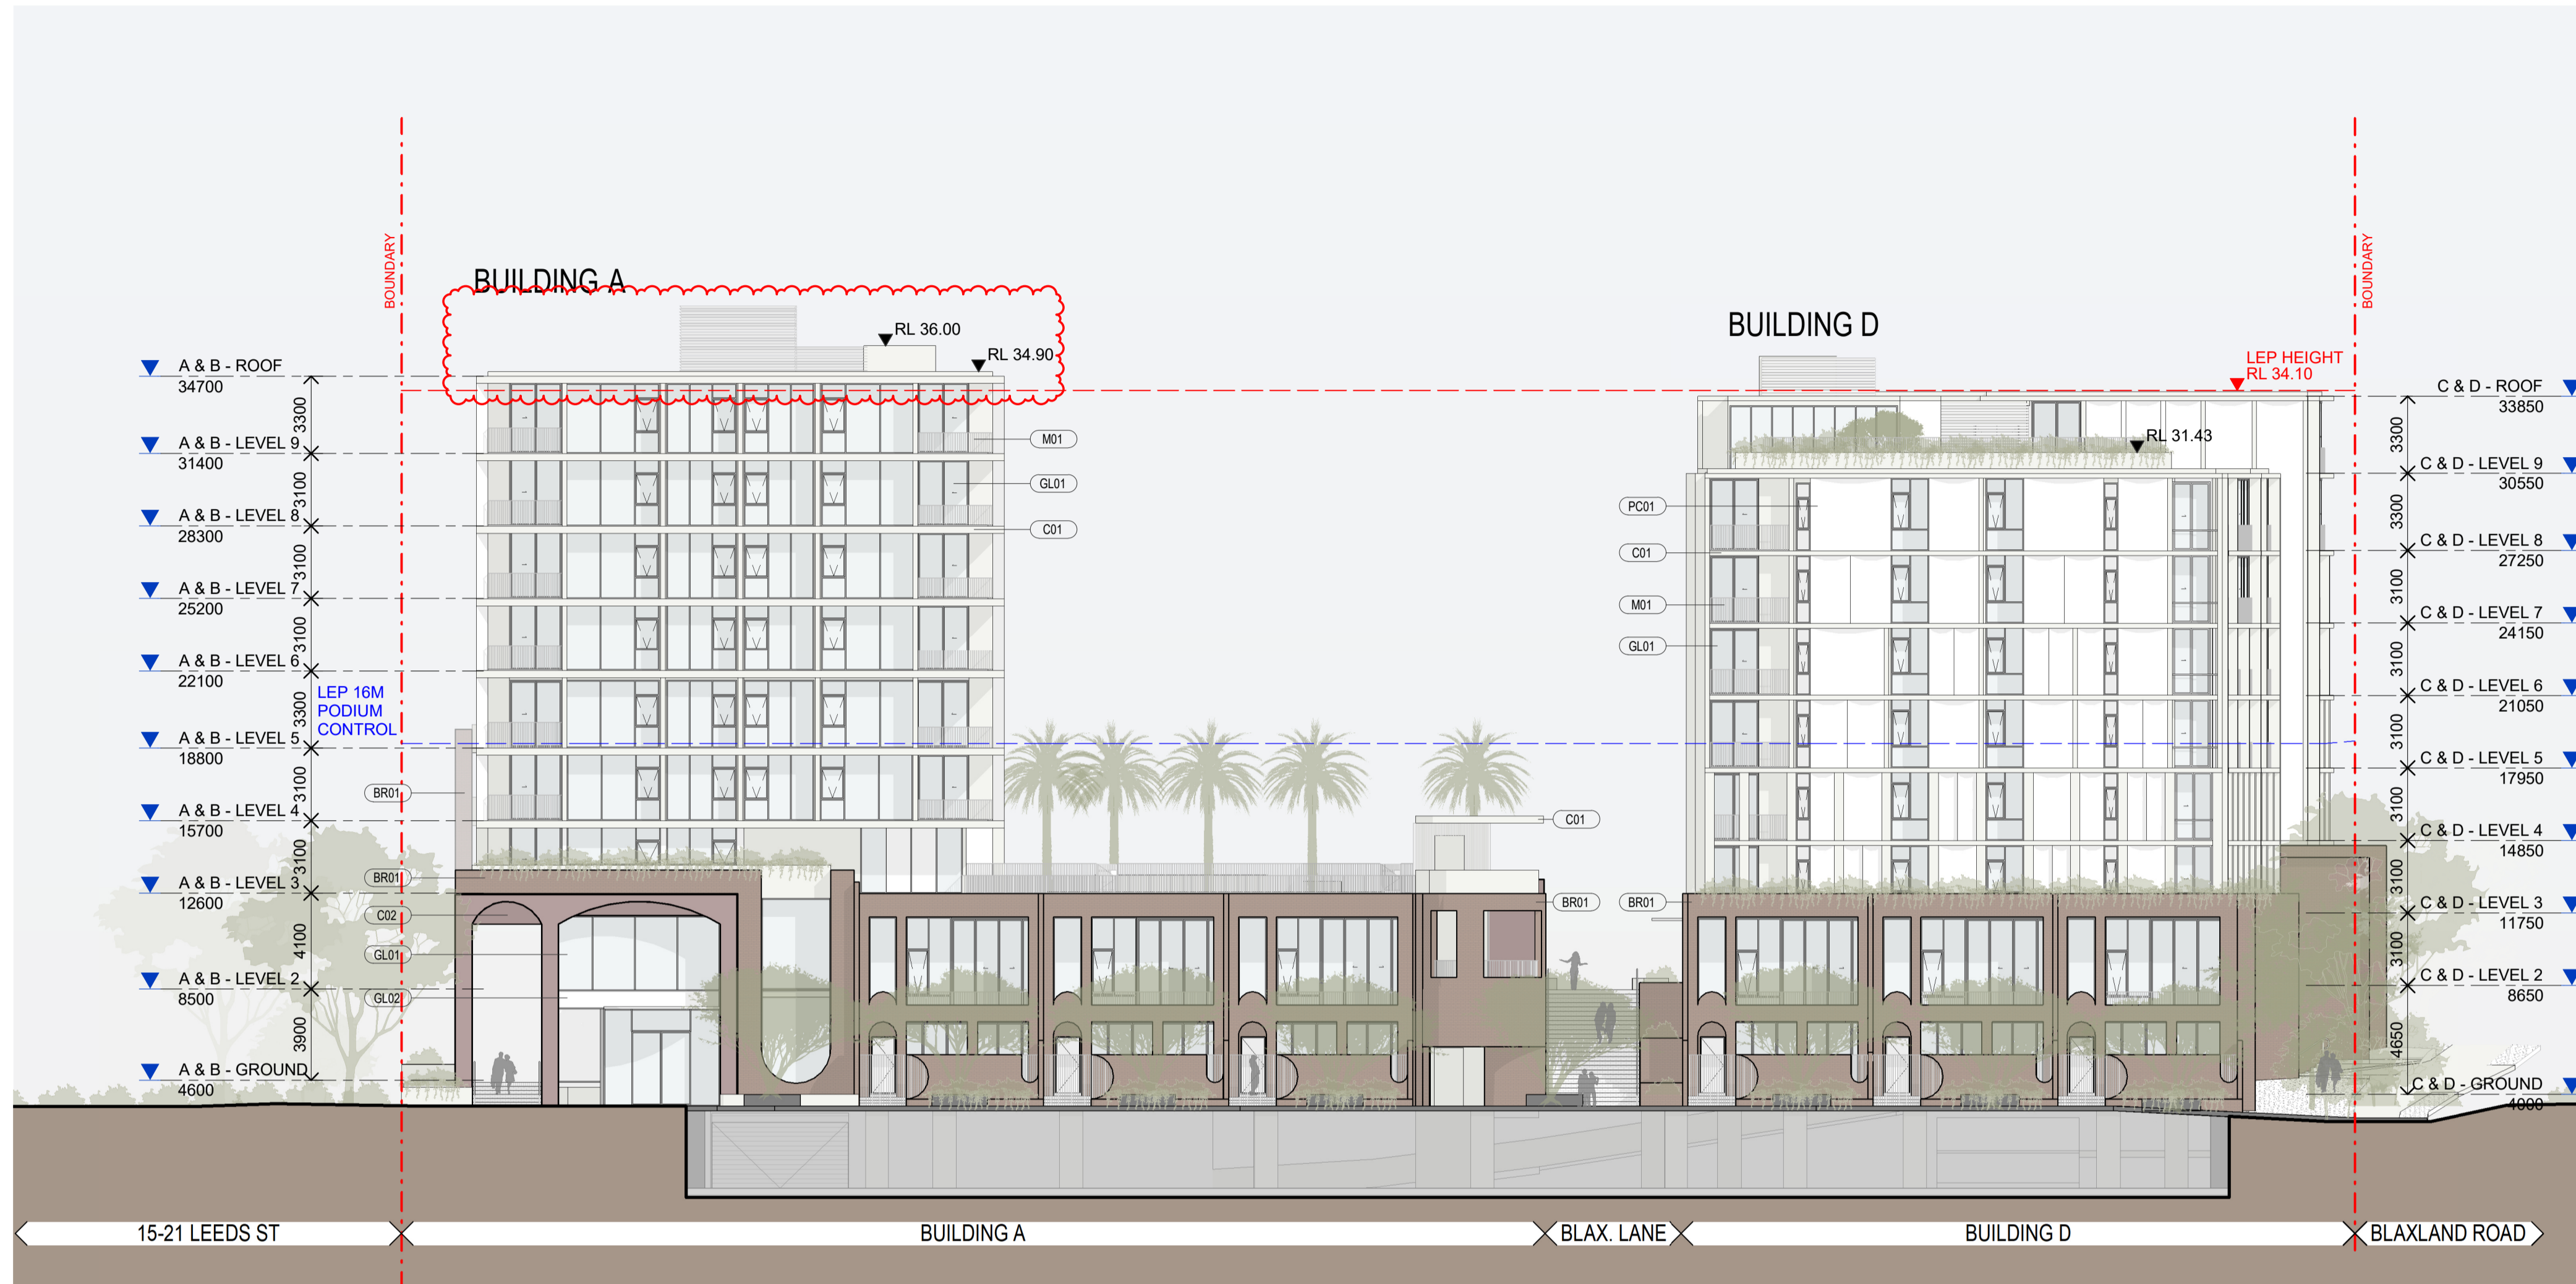 BUILDING A
BUILDING D
BOUNDARY
BOUNDARY
RL 36.00
RL 34.90
LEP HEIGHT
RL 34.10
RL 31.43
A & B - ROOF
34700
3300
A & B - LEVEL 9
31400
3100
A & B - LEVEL 8
28300
3100
A & B - LEVEL 7
25200
3100
A & B - LEVEL 6
22100
3300
LEP 16M
PODIUM
CONTROL
A & B - LEVEL 5
18800
3100
A & B - LEVEL 4
15700
3100
A & B - LEVEL 3
12600
4100
A & B - LEVEL 2
8500
3900
A & B - GROUND
4600
BR01
BR01
C02
GL01
GL02
M01
GL01
C01
C01
BR01
BR01
PC01
C01
M01
GL01
C & D - ROOF
33850
3300
C & D - LEVEL 9
30550
3300
C & D - LEVEL 8
27250
3100
C & D - LEVEL 7
24150
3100
C & D - LEVEL 6
21050
3100
C & D - LEVEL 5
17950
3100
C & D - LEVEL 4
14850
3100
C & D - LEVEL 3
11750
3100
C & D - LEVEL 2
8650
4650
C & D - GROUND
4000
15-21 LEEDS ST
BUILDING A
BLAX. LANE
BUILDING D
BLAXLAND ROAD